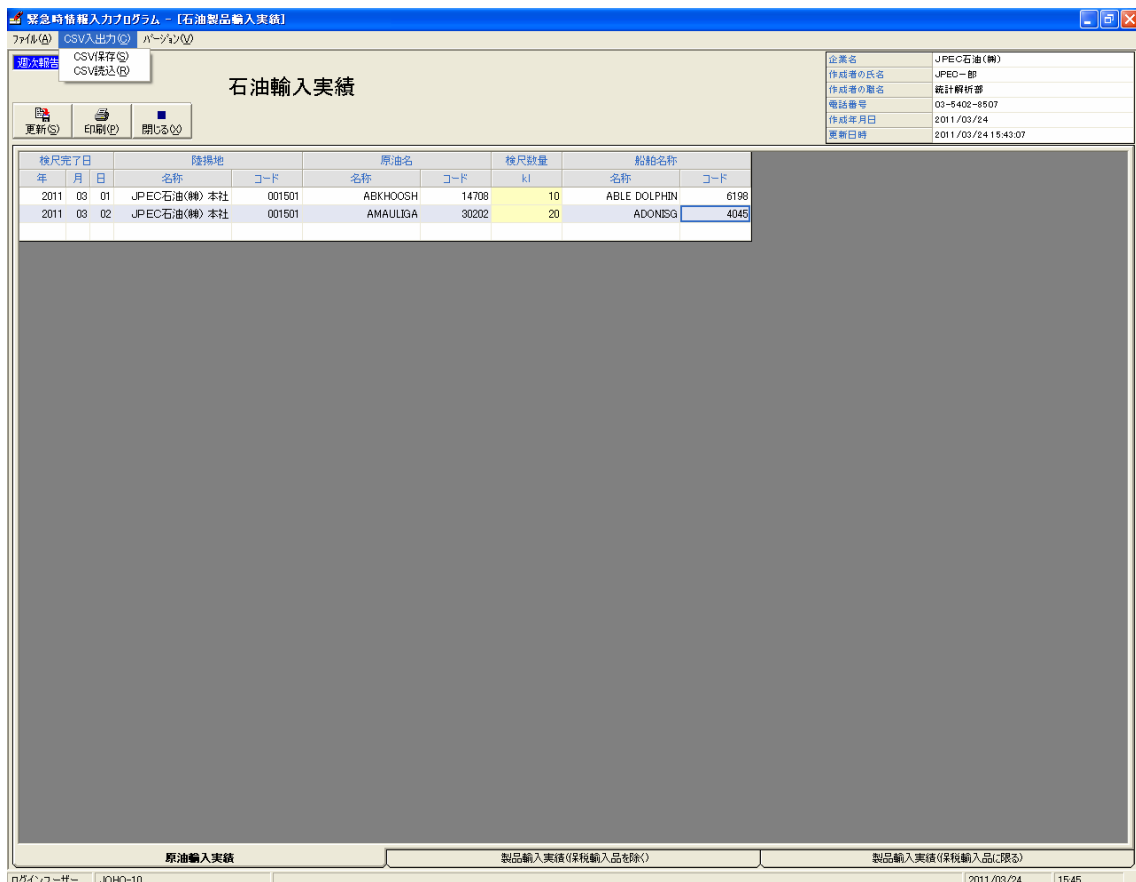 緊急時情報入力プログラム - [石油製品輸入実績]
ファイル(A) CSV入出力(C) バージョン(V)
CSV保存(S)
CSV読込(R)
週次報告
石油輸入実績
更新(S) 印刷(P) 閉じる(X)
企業名 JPEC石油(株)
作成者の氏名 JPEC一郎
作成者の職名 統計解析部
電話番号 03-5402-8507
作成年月日 2011/03/24
更新日時 2011/03/24 15:43:07
検尺完了日 陸揚地 原油名 検尺数量 船舶名称
年 月 日 名称 コード 名称 コード kl 名称 コード
2011 03 01 JPEC石油(株) 本社 001501 ABKHOOSH 14708 10 ABLE DOLPHIN 6198
2011 03 02 JPEC石油(株) 本社 001501 AMAULIGA 30202 20 ADONISG 4045
原油輸入実績 製品輸入実績(保税輸入品を除く) 製品輸入実績(保税輸入品に限る)
ログインユーザー JOHO-10 2011/03/24 15:45